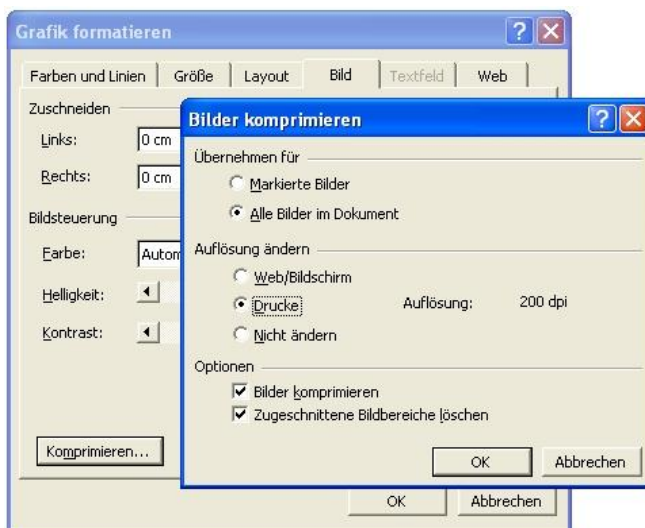 Grafik formatieren
Farben und Linien Größe Layout Bild Textfeld Web
Zuschneiden
Links: 0 cm
Rechts: 0 cm
Bildsteuerung
Farbe: Autom
Helligkeit:
Kontrast:
Komprimieren...
OK Abbrechen
Bilder komprimieren
Übernehmen für
Markierte Bilder
Alle Bilder im Dokument
Auflösung ändern
Web/Bildschirm
Drucke Auflösung: 200 dpi
Nicht ändern
Optionen
Bilder komprimieren
Zugeschnittene Bildbereiche löschen
OK Abbrechen